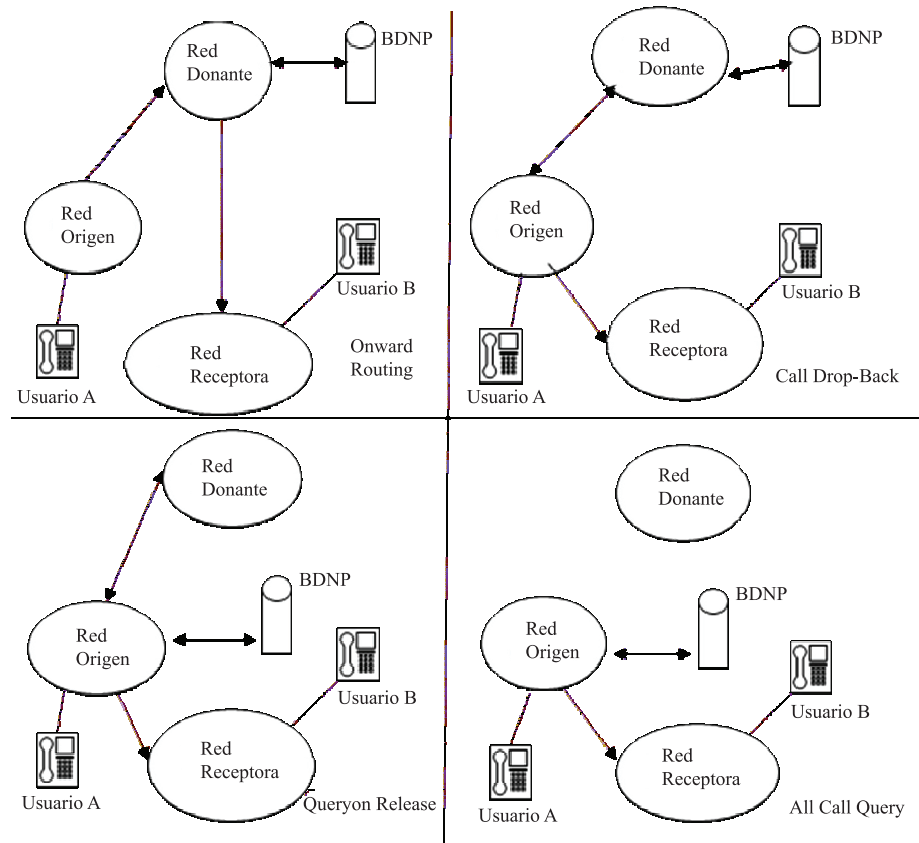 Red
Donante
BDNP
Red
Origen
Usuario B
Usuario A
Red
Receptora
Onward
Routing
Red
Donante
BDNP
Red
Origen
Usuario B
Usuario A
Red
Receptora
Call Drop-Back
Red
Donante
BDNP
Red
Origen
Usuario B
Usuario A
Red
Receptora
Queryon Release
Red
Donante
BDNP
Red
Origen
Usuario B
Usuario A
Red
Receptora
All Call Query